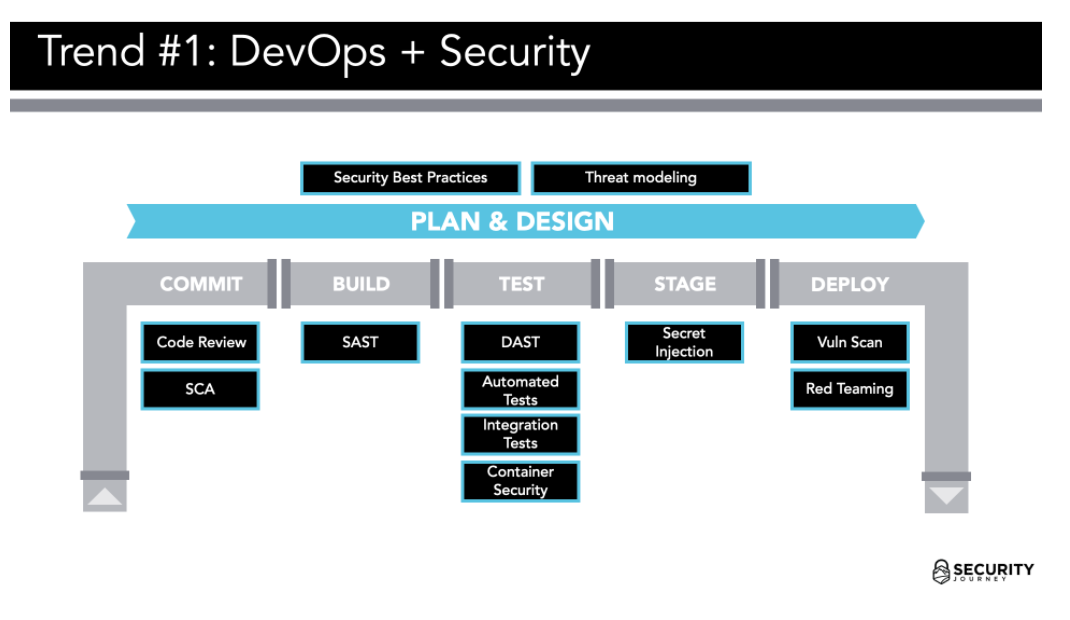 Trend #1: DevOps + Security
Security Best Practices
Threat modeling
PLAN & DESIGN
COMMIT
BUILD
TEST
STAGE
DEPLOY
Code Review
SCA
SAST
DAST
Automated
Tests
Integration
Tests
Container
Security
Secret
Injection
Vuln Scan
Red Teaming
SECURITY
JOURNEY